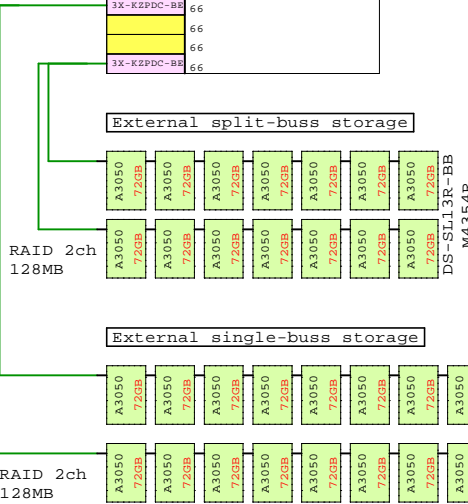 3X-KZPDC-BE 66
66
66
3X-KZPDC-BE 66
External split-buss storage
A3050 72GB A3050 72GB A3050 72GB A3050 72GB A3050 72GB A3050 72GB A3050 72GB
DS-SL13R-BB
M4354R
A3050 72GB A3050 72GB A3050 72GB A3050 72GB A3050 72GB A3050 72GB A3050 72GB
RAID 2ch
128MB
External single-buss storage
A3050 72GB A3050 72GB A3050 72GB A3050 72GB A3050 72GB A3050 72GB A3050 72GB A3050
A3050 72GB A3050 72GB A3050 72GB A3050 72GB A3050 72GB A3050 72GB A3050 72GB A3050
RAID 2ch
128MB